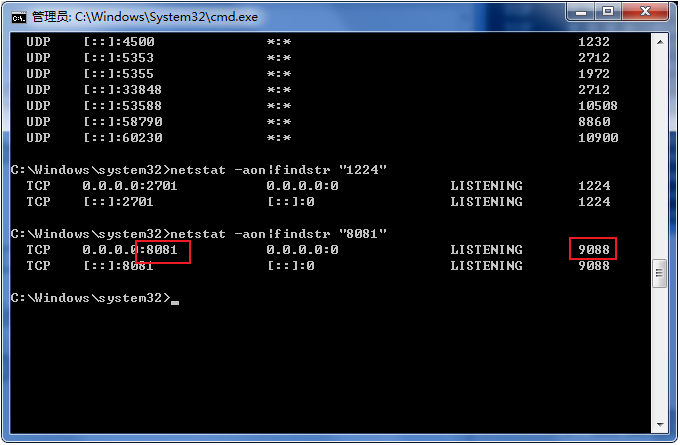 管理员: C:\Windows\System32\cmd.exe
UDP [::]:4500 *:* 1232
UDP [::]:5353 *:* 2712
UDP [::]:5355 *:* 1972
UDP [::]:33848 *:* 2712
UDP [::]:53588 *:* 10508
UDP [::]:58790 *:* 8860
UDP [::]:60230 *:* 10900
C:\Windows\system32>netstat -aon|findstr "1224"
TCP 0.0.0.0:2701 0.0.0.0:0 LISTENING 1224
TCP [::]:2701 [::]:0 LISTENING 1224
C:\Windows\system32>netstat -aon|findstr "8081"
TCP 0.0.0.0:8081 0.0.0.0:0 LISTENING 9088
TCP [::]:8081 [::]:0 LISTENING 9088
C:\Windows\system32>_